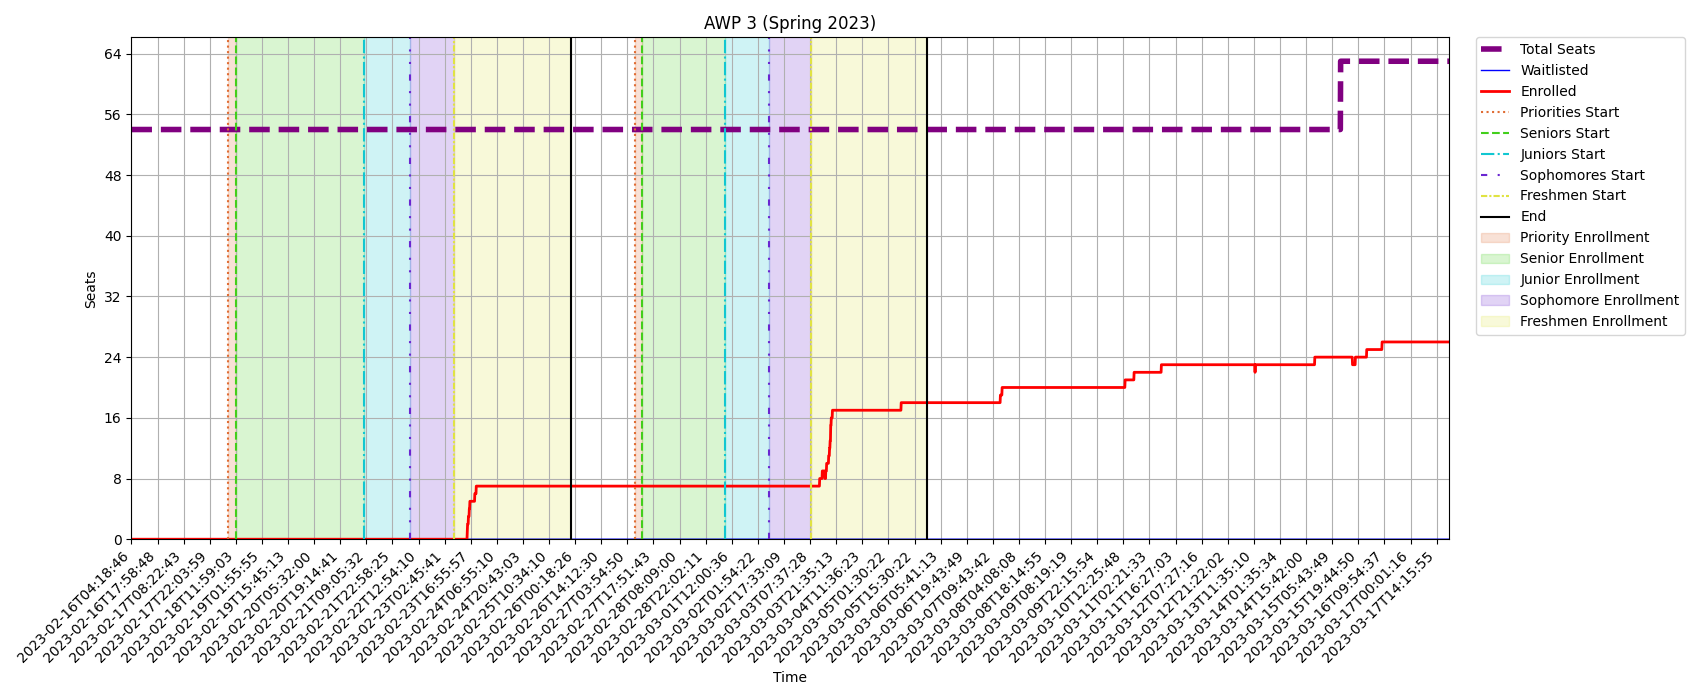 AWP 3 (Spring 2023)
Seats
64
56
48
40
32
24
16
8
0
2023-02-16T04:18:46
2023-02-16T17:58:48
2023-02-17T08:22:43
2023-02-17T22:03:59
2023-02-18T11:59:03
2023-02-19T01:55:55
2023-02-19T15:45:13
2023-02-20T05:32:00
2023-02-20T19:14:41
2023-02-21T09:05:32
2023-02-21T22:58:25
2023-02-22T12:54:10
2023-02-23T02:45:41
2023-02-23T16:55:57
2023-02-24T06:55:10
2023-02-24T20:43:03
2023-02-25T10:34:10
2023-02-26T00:18:26
2023-02-26T14:12:30
2023-02-27T03:54:50
2023-02-27T17:51:43
2023-02-28T08:09:00
2023-02-28T22:02:11
2023-03-01T12:00:36
2023-03-02T01:54:22
2023-03-02T17:33:09
2023-03-03T07:37:28
2023-03-03T21:35:13
2023-03-04T11:36:23
2023-03-05T01:30:22
2023-03-05T15:30:22
2023-03-06T05:41:13
2023-03-06T19:43:49
2023-03-07T09:43:42
2023-03-08T04:08:08
2023-03-08T18:14:55
2023-03-09T08:19:19
2023-03-09T22:15:54
2023-03-10T12:25:48
2023-03-11T02:21:33
2023-03-11T16:27:03
2023-03-12T07:27:16
2023-03-12T21:22:02
2023-03-13T11:35:10
2023-03-14T01:35:34
2023-03-14T15:42:00
2023-03-15T05:43:49
2023-03-15T19:44:50
2023-03-16T09:54:37
2023-03-17T00:01:16
2023-03-17T14:15:55
Time
Total Seats
Waitlisted
Enrolled
Priorities Start
Seniors Start
Juniors Start
Sophomores Start
Freshmen Start
End
Priority Enrollment
Senior Enrollment
Junior Enrollment
Sophomore Enrollment
Freshmen Enrollment